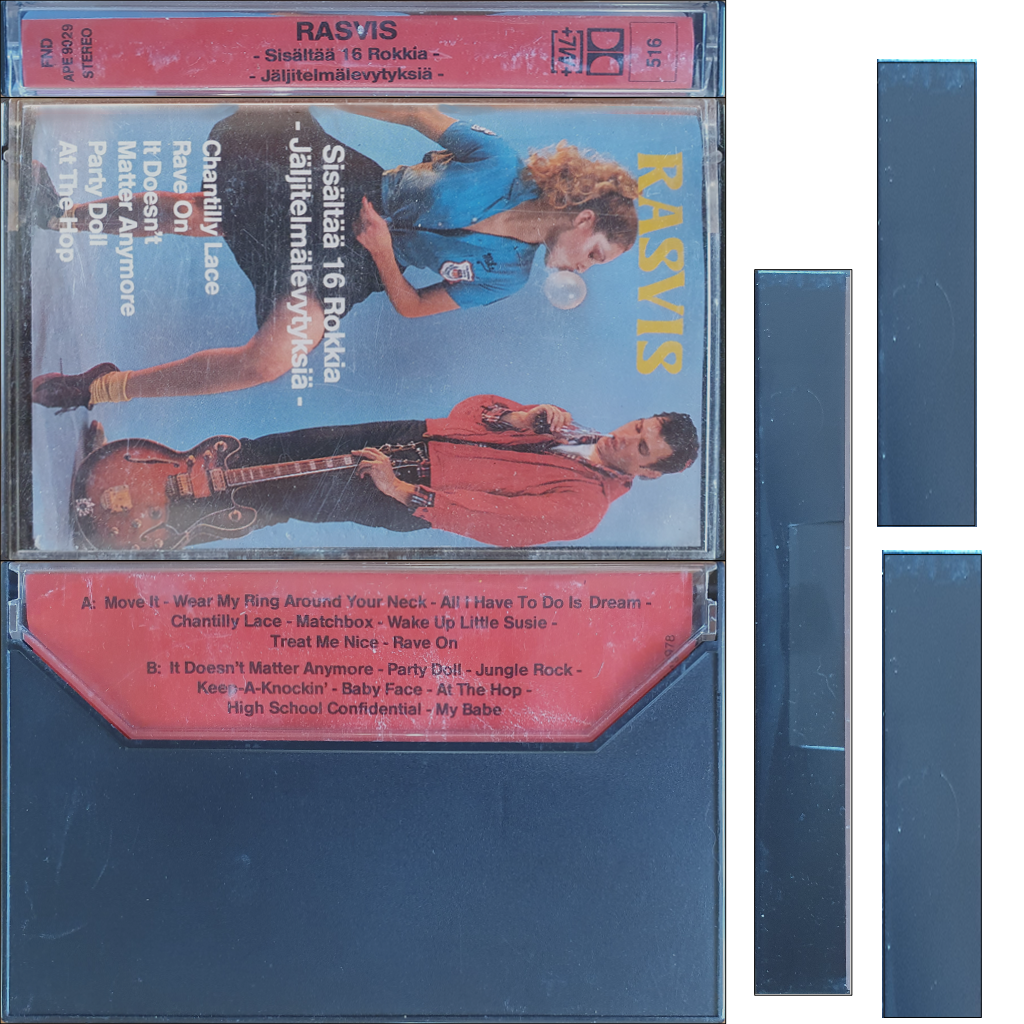 FND
APE 8029
STEREO
RASVIS
- Sisältää 16 Rokkia -
- Jäljitelmälevytyksiä -
516
RASVIS
Sisältää 16 Rokkia
- Jäljitelmälevytyksiä -
Chantilly Lace
Rave On
It Doesn't
Matter Anymore
Party Doll
At The Hop
A: Move It - Wear My Ring Around Your Neck - All I Have To Do Is Dream -
Chantilly Lace - Matchbox - Wake Up Little Susie -
Treat Me Nice - Rave On
B: It Doesn't Matter Anymore - Party Doll - Jungle Rock -
Keep-A-Knockin' - Baby Face - At The Hop -
High School Confidential - My Babe
978